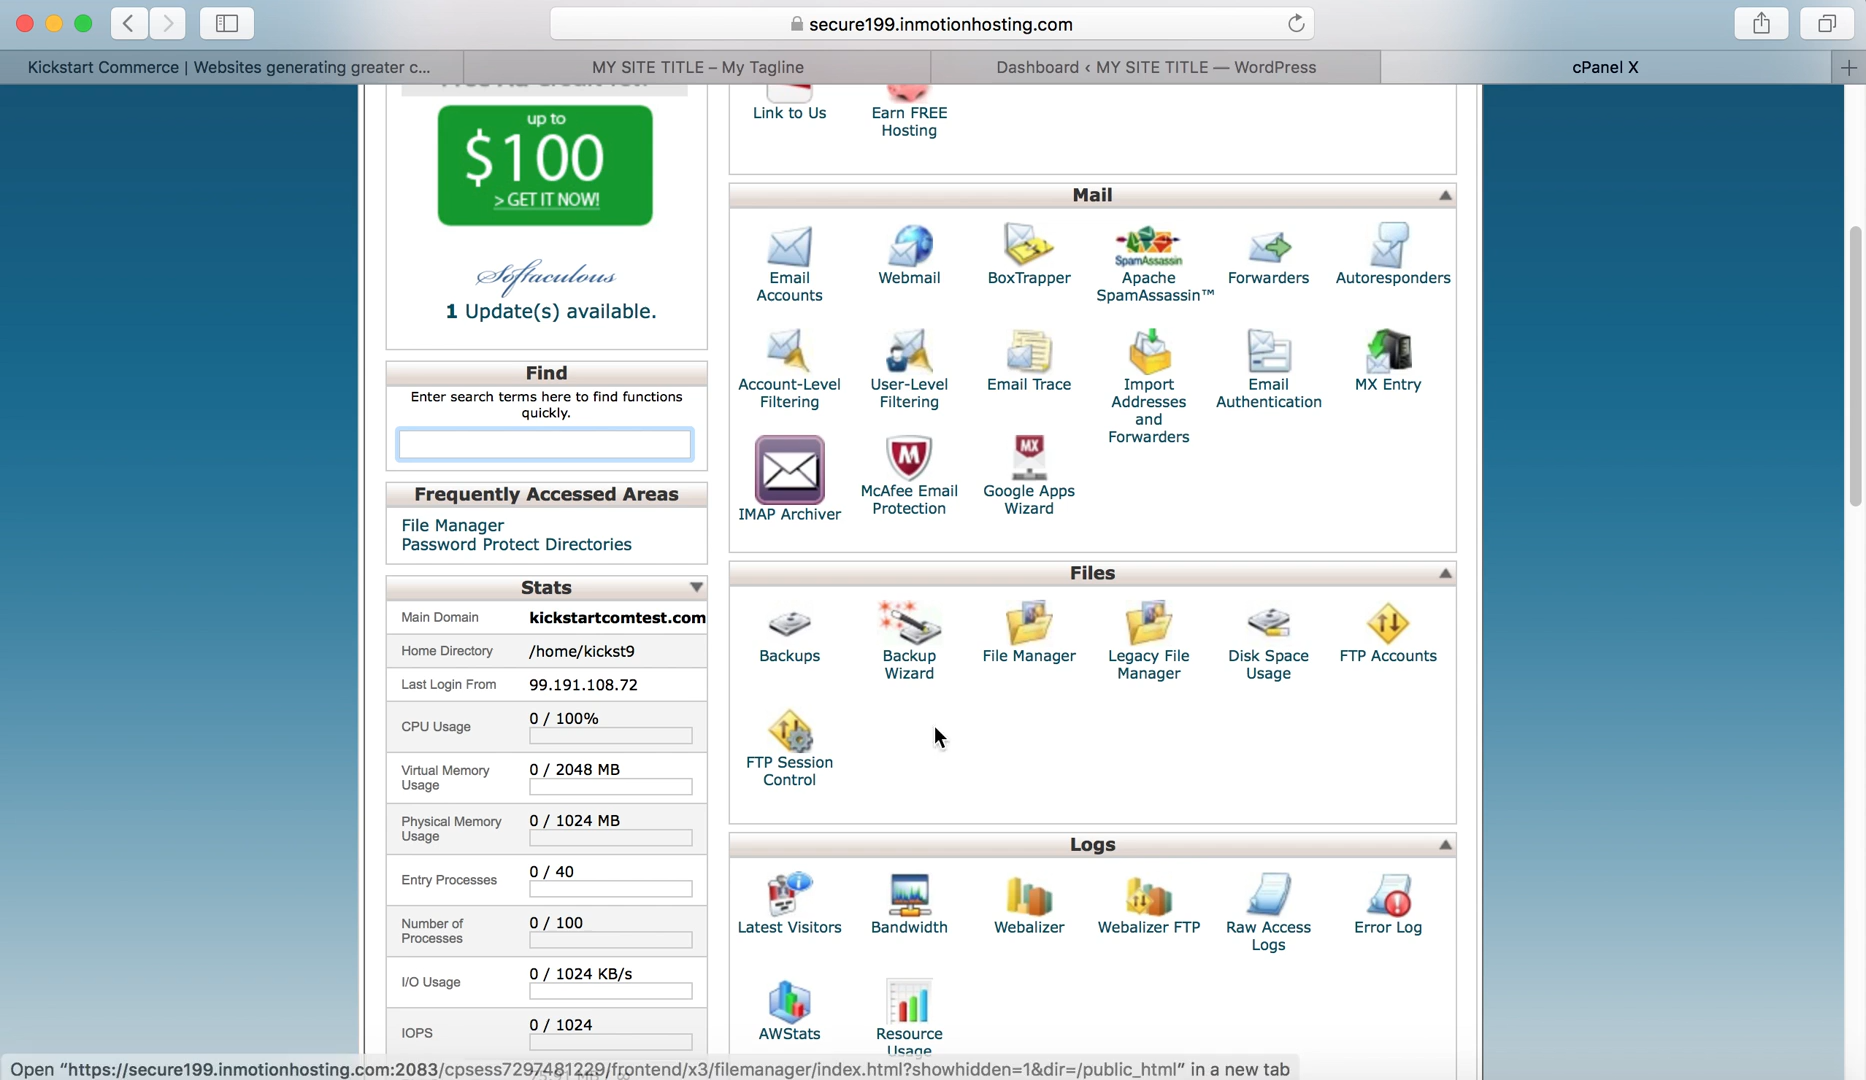 secure199.inmotionhosting.com
Kickstart Commerce | Websites generating greater c...
MY SITE TITLE – My Tagline
Dashboard ‹ MY SITE TITLE — WordPress
cPanel X
up to
$100
> GET IT NOW!
Softaculous
1 Update(s) available.
Find
Enter search terms here to find functions
quickly.
Frequently Accessed Areas
File Manager
Password Protect Directories
Stats
Main Domain kickstartcomtest.com
Home Directory /home/kickst9
Last Login From 99.191.108.72
CPU Usage 0 / 100%
Virtual Memory
Usage
0 / 2048 MB
Physical Memory
Usage
0 / 1024 MB
Entry Processes 0 / 40
Number of
Processes
0 / 100
I/O Usage 0 / 1024 KB/s
IOPS 0 / 1024
Link to Us
Earn FREE
Hosting
Mail
Email
Accounts
Webmail
BoxTrapper
SpamAssassin
Apache
SpamAssassin™
Forwarders
Autoresponders
Account-Level
Filtering
User-Level
Filtering
Email Trace
Import
Addresses
and
Forwarders
Email
Authentication
MX Entry
IMAP Archiver
McAfee Email
Protection
MX
Google Apps
Wizard
Files
Backups
Backup
Wizard
File Manager
Legacy File
Manager
Disk Space
Usage
FTP Accounts
FTP Session
Control
Logs
Latest Visitors
Bandwidth
Webalizer
Webalizer FTP
Raw Access
Logs
Error Log
AWStats
Resource
Usage
Open “https://secure199.inmotionhosting.com:2083/cpsess7297481229/frontend/x3/filemanager/index.html?showhidden=1&dir=/public_html” in a new tab